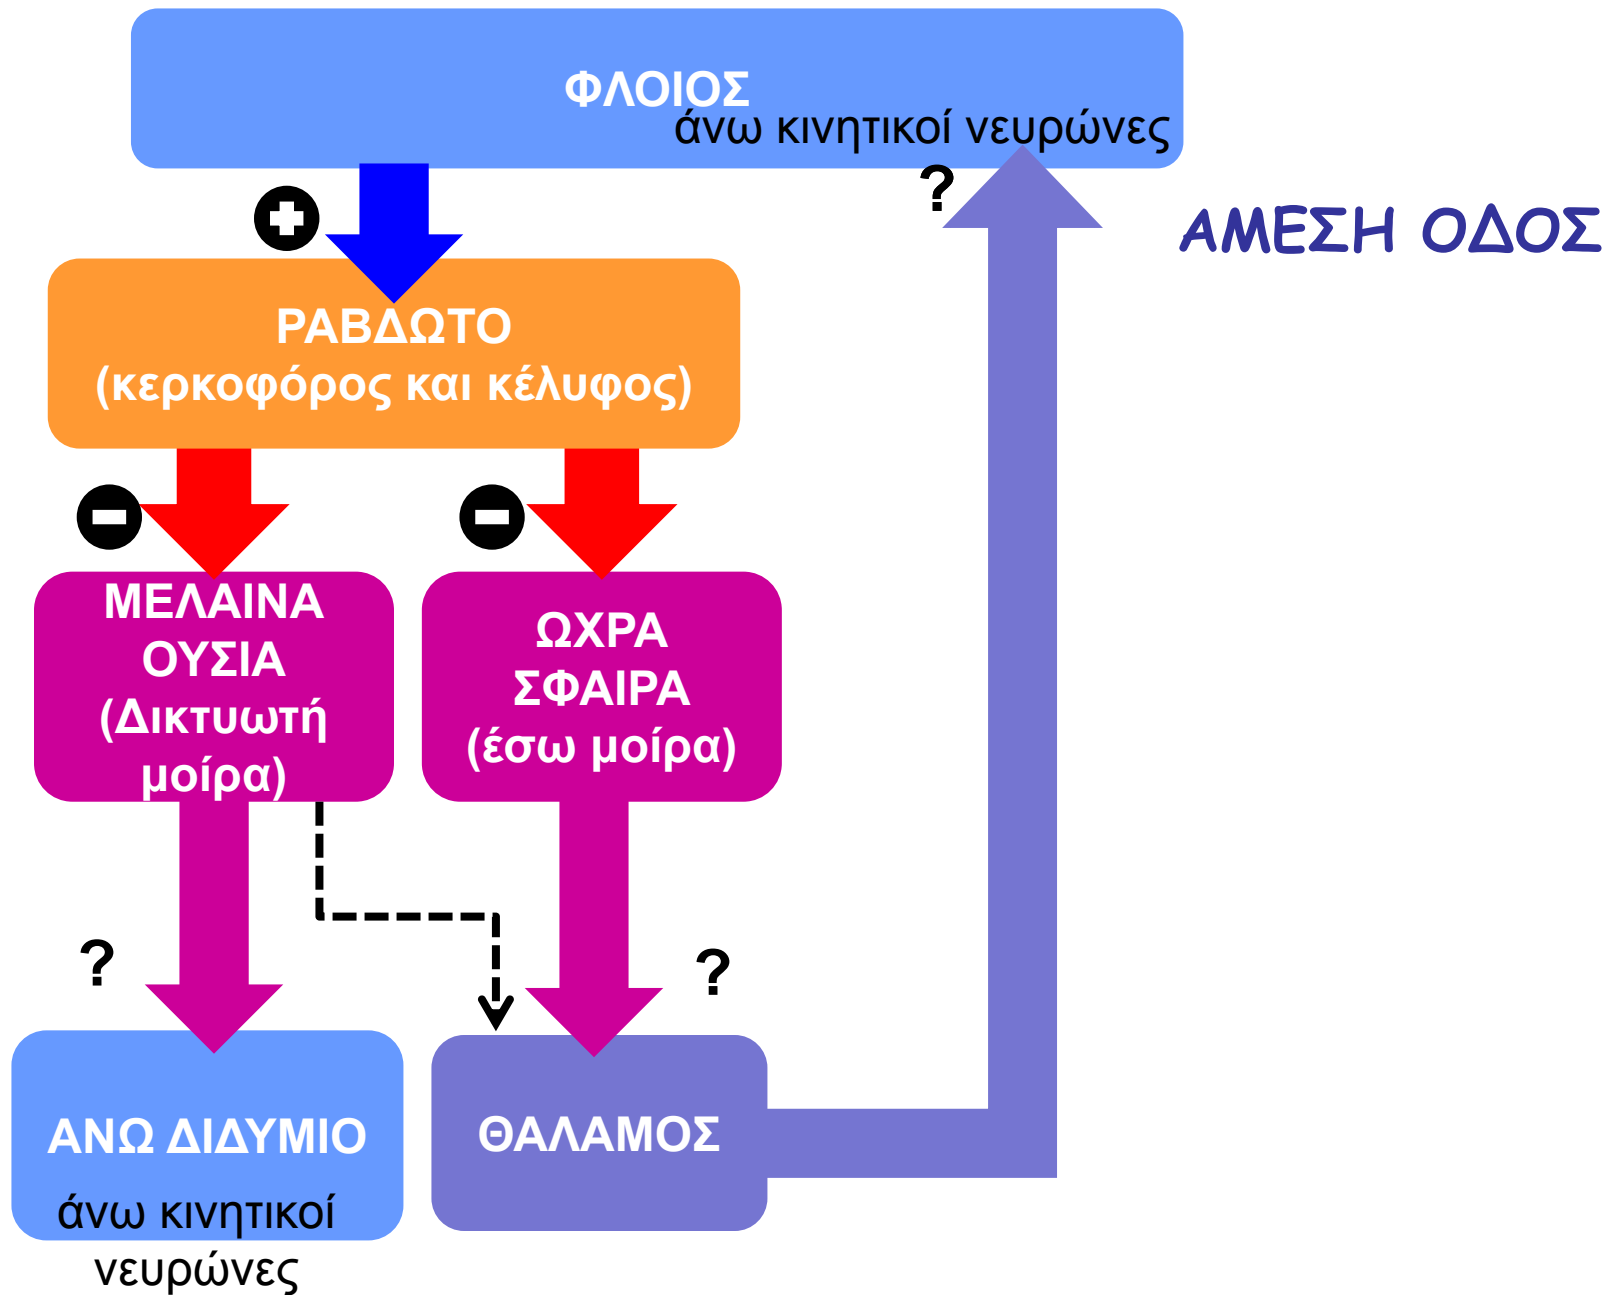 ΦΛΟΙΟΣ
άνω κινητικοί νευρώνες
?
ΑΜΕΣΗ ΟΔΟΣ
ΡΑΒΔΩΤΟ
(κερκοφόρος και κέλυφος)
ΜΕΛΑΙΝΑ
ΟΥΣΙΑ
(Δικτυωτή
μοίρα)
ΩΧΡΑ
ΣΦΑΙΡΑ
(έσω μοίρα)
?
?
ΑΝΩ ΔΙΔΥΜΙΟ
άνω κινητικοί
νευρώνες
ΘΑΛΑΜΟΣ